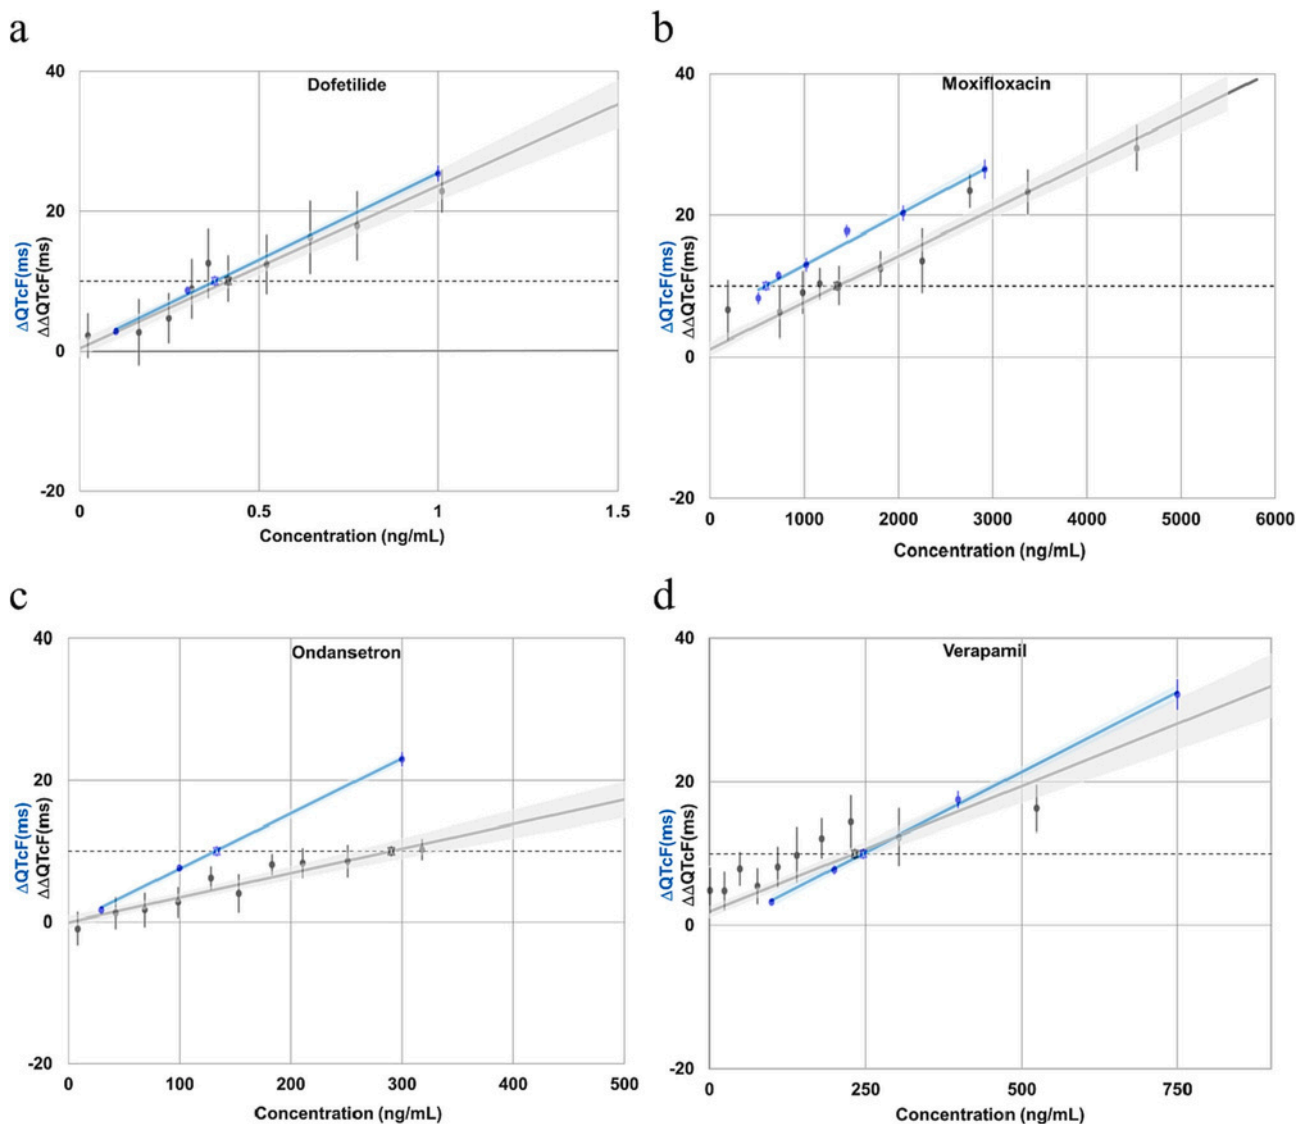 a
40
Dofetilide
20
0
-20
ΔQTcF(ms)
ΔΔQTcF(ms)
0
0.5
1
1.5
Concentration (ng/mL)
b
40
Moxifloxacin
20
0
-20
ΔQTcF(ms)
ΔΔQTcF(ms)
0
1000
2000
3000
4000
5000
6000
Concentration (ng/mL)
c
40
Ondansetron
20
0
-20
ΔQTcF(ms)
ΔΔQTcF(ms)
0
100
200
300
400
500
Concentration (ng/mL)
d
40
Verapamil
20
0
-20
ΔQTcF(ms)
ΔΔQTcF(ms)
0
250
500
750
Concentration (ng/mL)